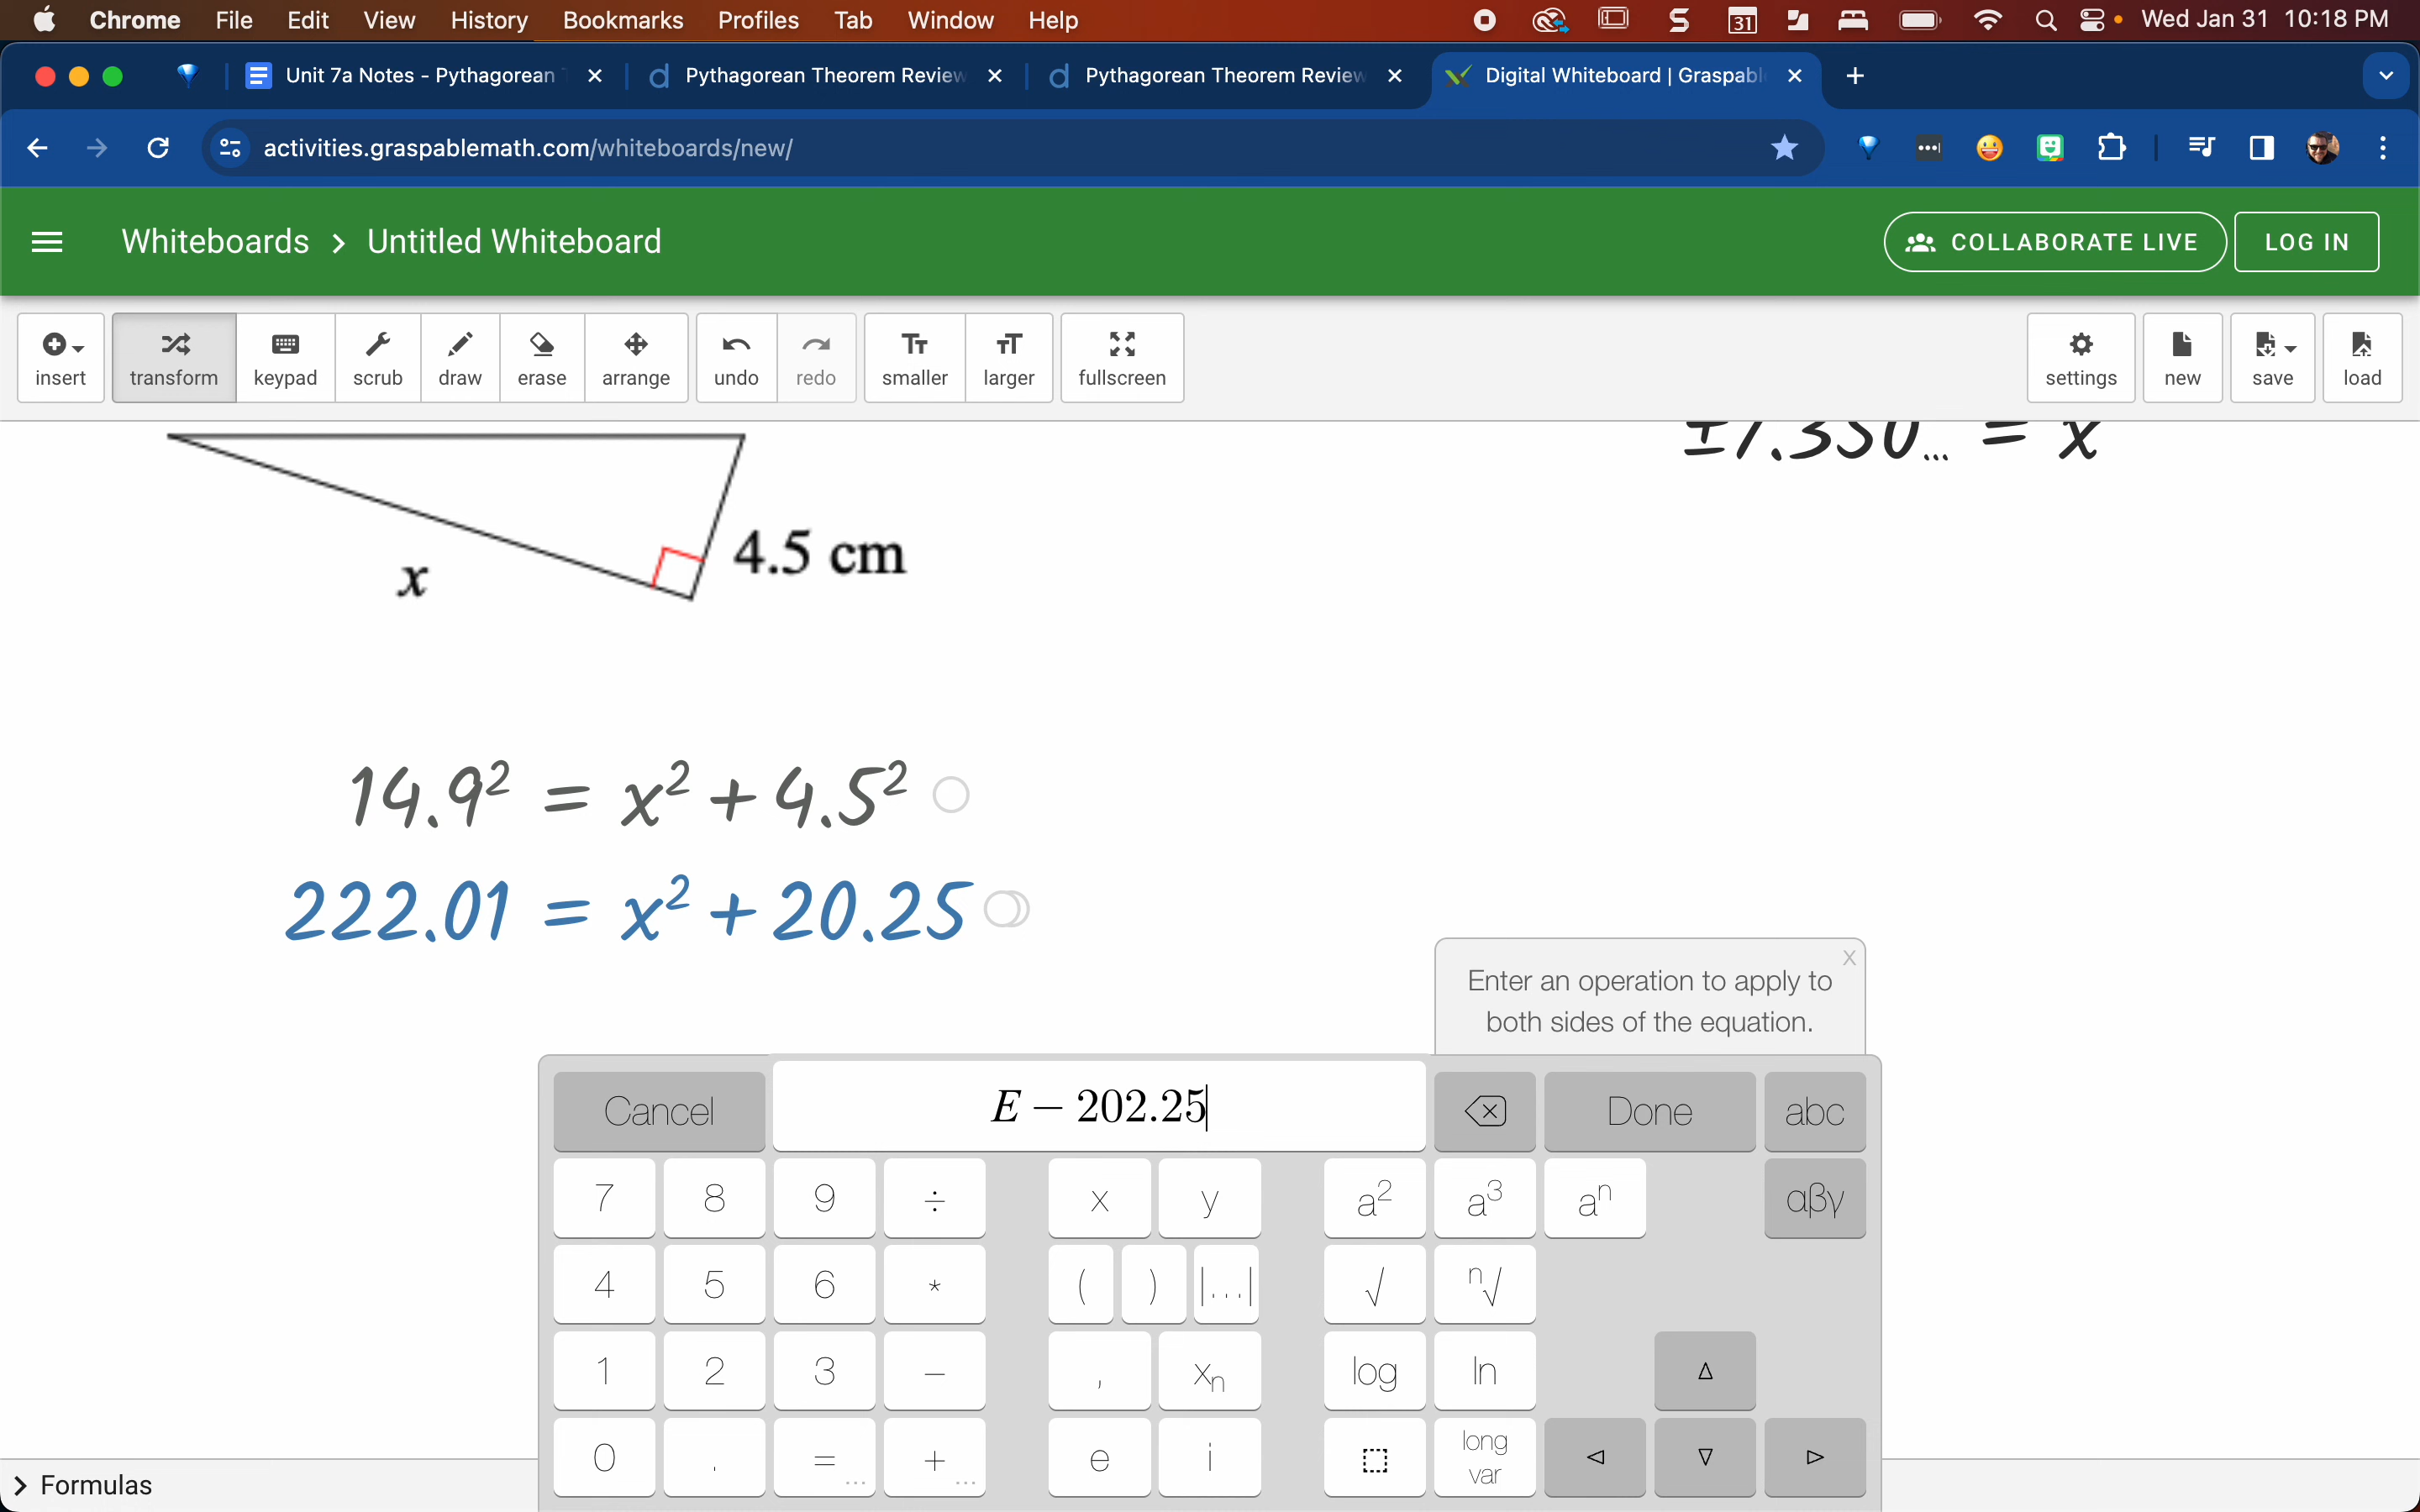 Chrome File Edit View History Bookmarks Profiles Tab Window Help 31 Wed Jan 31 10:18 PM
Unit 7a Notes - Pythagorean Pythagorean Theorem Review Pythagorean Theorem Review Digital Whiteboard | Graspabl
activities.graspablemath.com/whiteboards/new/
Whiteboards > Untitled Whiteboard COLLABORATE LIVE LOG IN
insert transform keypad scrub draw erase arrange undo redo smaller larger fullscreen settings new save load
= x
4.5 cm
x
14.9² = x² + 4.5²
222.01 = x² + 20.25
x
Enter an operation to apply to
both sides of the equation.
Cancel E − 202.25 Done abc
7 8 9 ÷ x y a² a³ aⁿ αβγ
4 5 6 * ( ) |...| √ ⁿ√
1 2 3 − , xₙ log ln Δ
0 . = ... + ... e i long var ◁ ▽ ▷
> Formulas